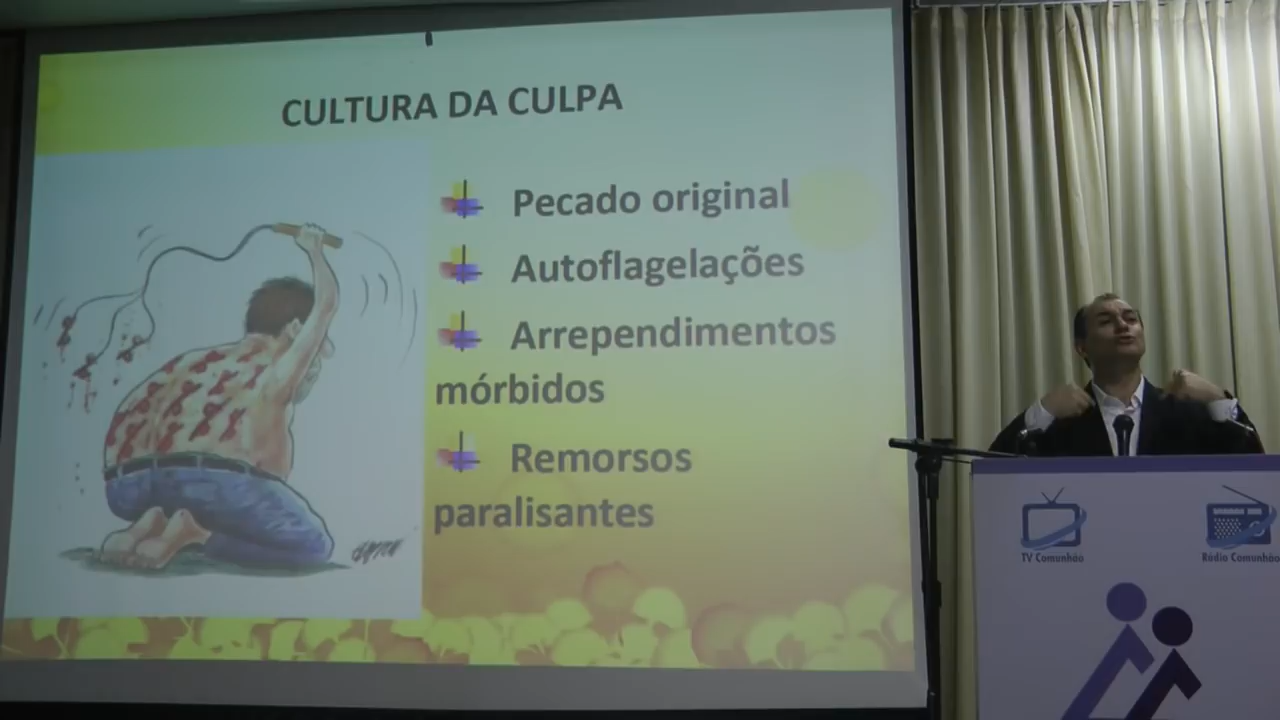 CULTURA DA CULPA
Pecado original
Autoflagelações
Arrependimentos
mórbidos
Remorsos
paralisantes
TV Comunhão
Rádio Comunhão